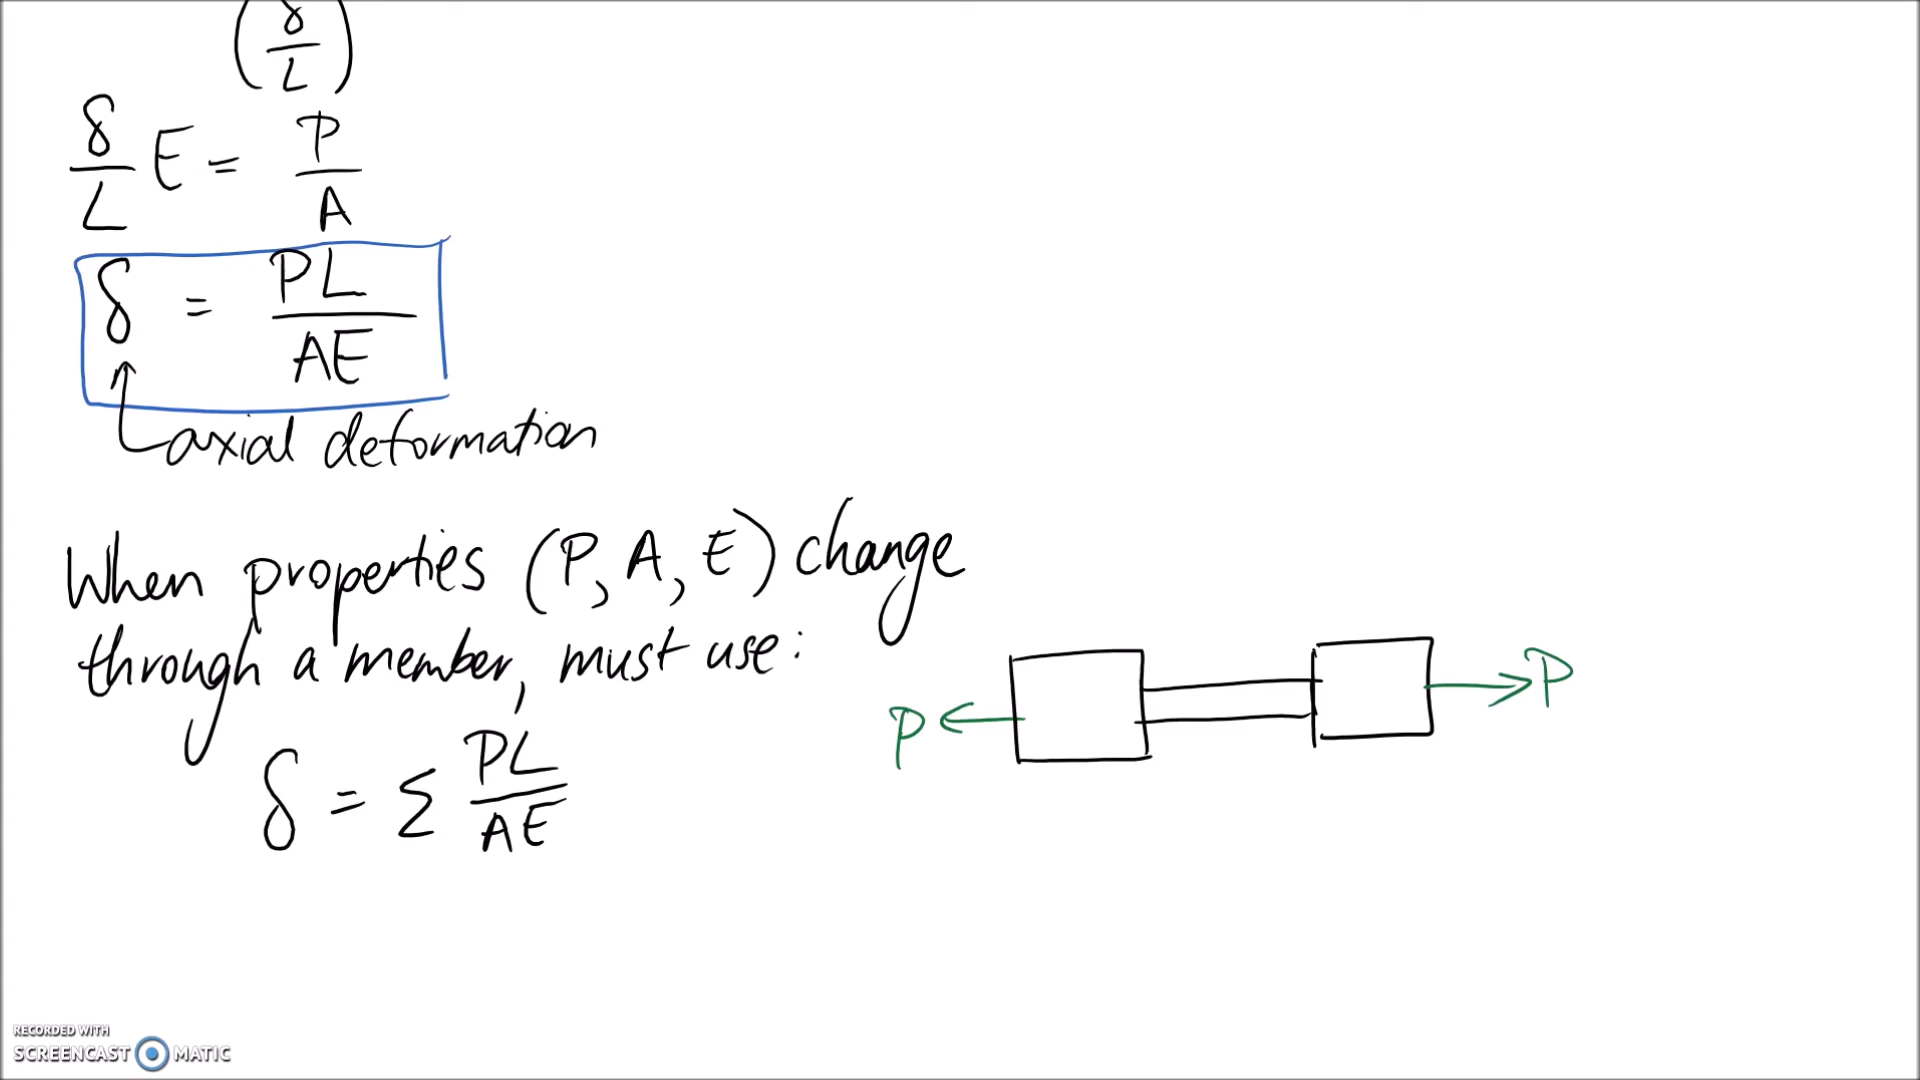 (δ/L)
δ/L E = P/A
δ = PL/AE
axial deformation
When properties (P, A, E) change
through a member, must use:
δ = Σ PL/AE
P
P
RECORDED WITH
SCREENCAST MATIC